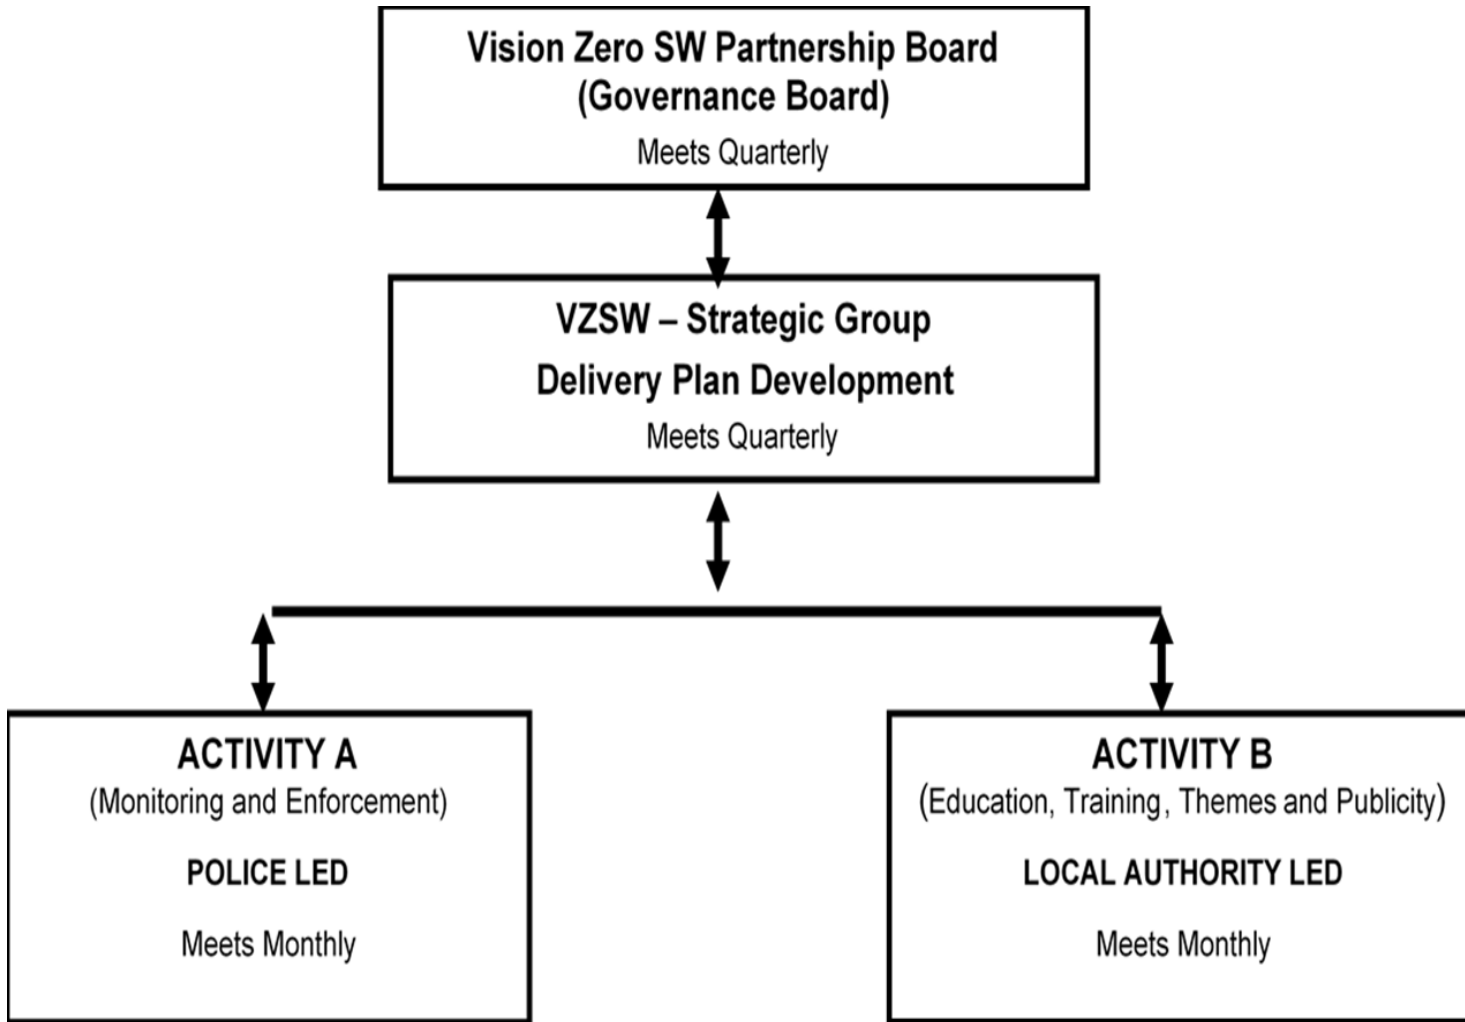 Vision Zero SW Partnership Board
(Governance Board)
Meets Quarterly
VZSW – Strategic Group
Delivery Plan Development
Meets Quarterly
ACTIVITY A
(Monitoring and Enforcement)
POLICE LED
Meets Monthly
ACTIVITY B
(Education, Training, Themes and Publicity)
LOCAL AUTHORITY LED
Meets Monthly